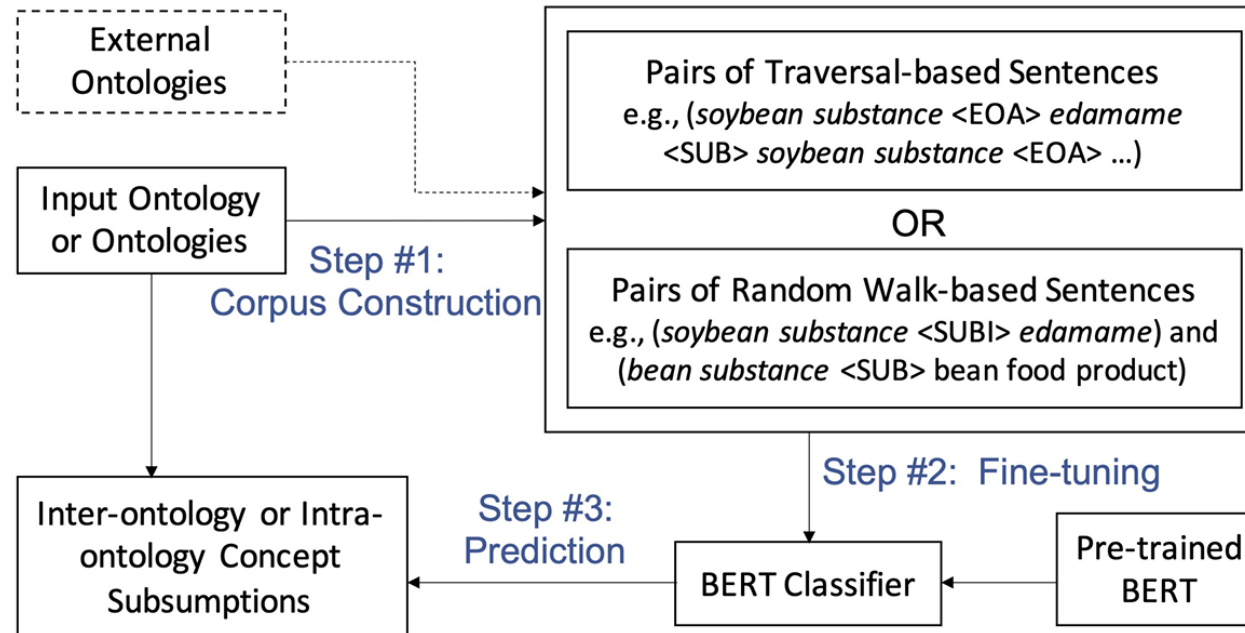 External
Ontologies
Input Ontology
or Ontologies
Step #1:
Corpus Construction
Pairs of Traversal-based Sentences
e.g., (soybean substance <EOA> edamame
<SUB> soybean substance <EOA> ...)
OR
Pairs of Random Walk-based Sentences
e.g., (soybean substance <SUBI> edamame) and
(bean substance <SUB> bean food product)
Step #2: Fine-tuning
Inter-ontology or Intra-
ontology Concept
Subsumptions
Step #3:
Prediction
BERT Classifier
Pre-trained
BERT